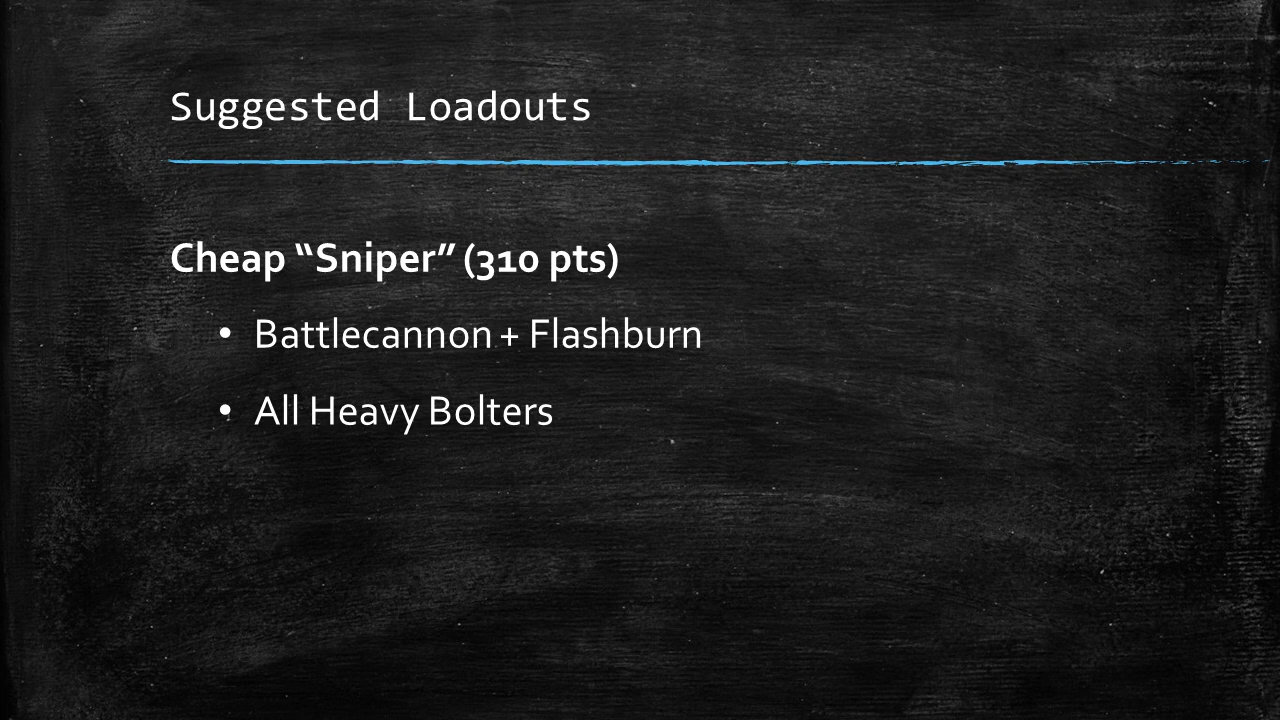 Suggested Loadouts
Cheap “Sniper” (310 pts)
• Battlecannon + Flashburn
• All Heavy Bolters